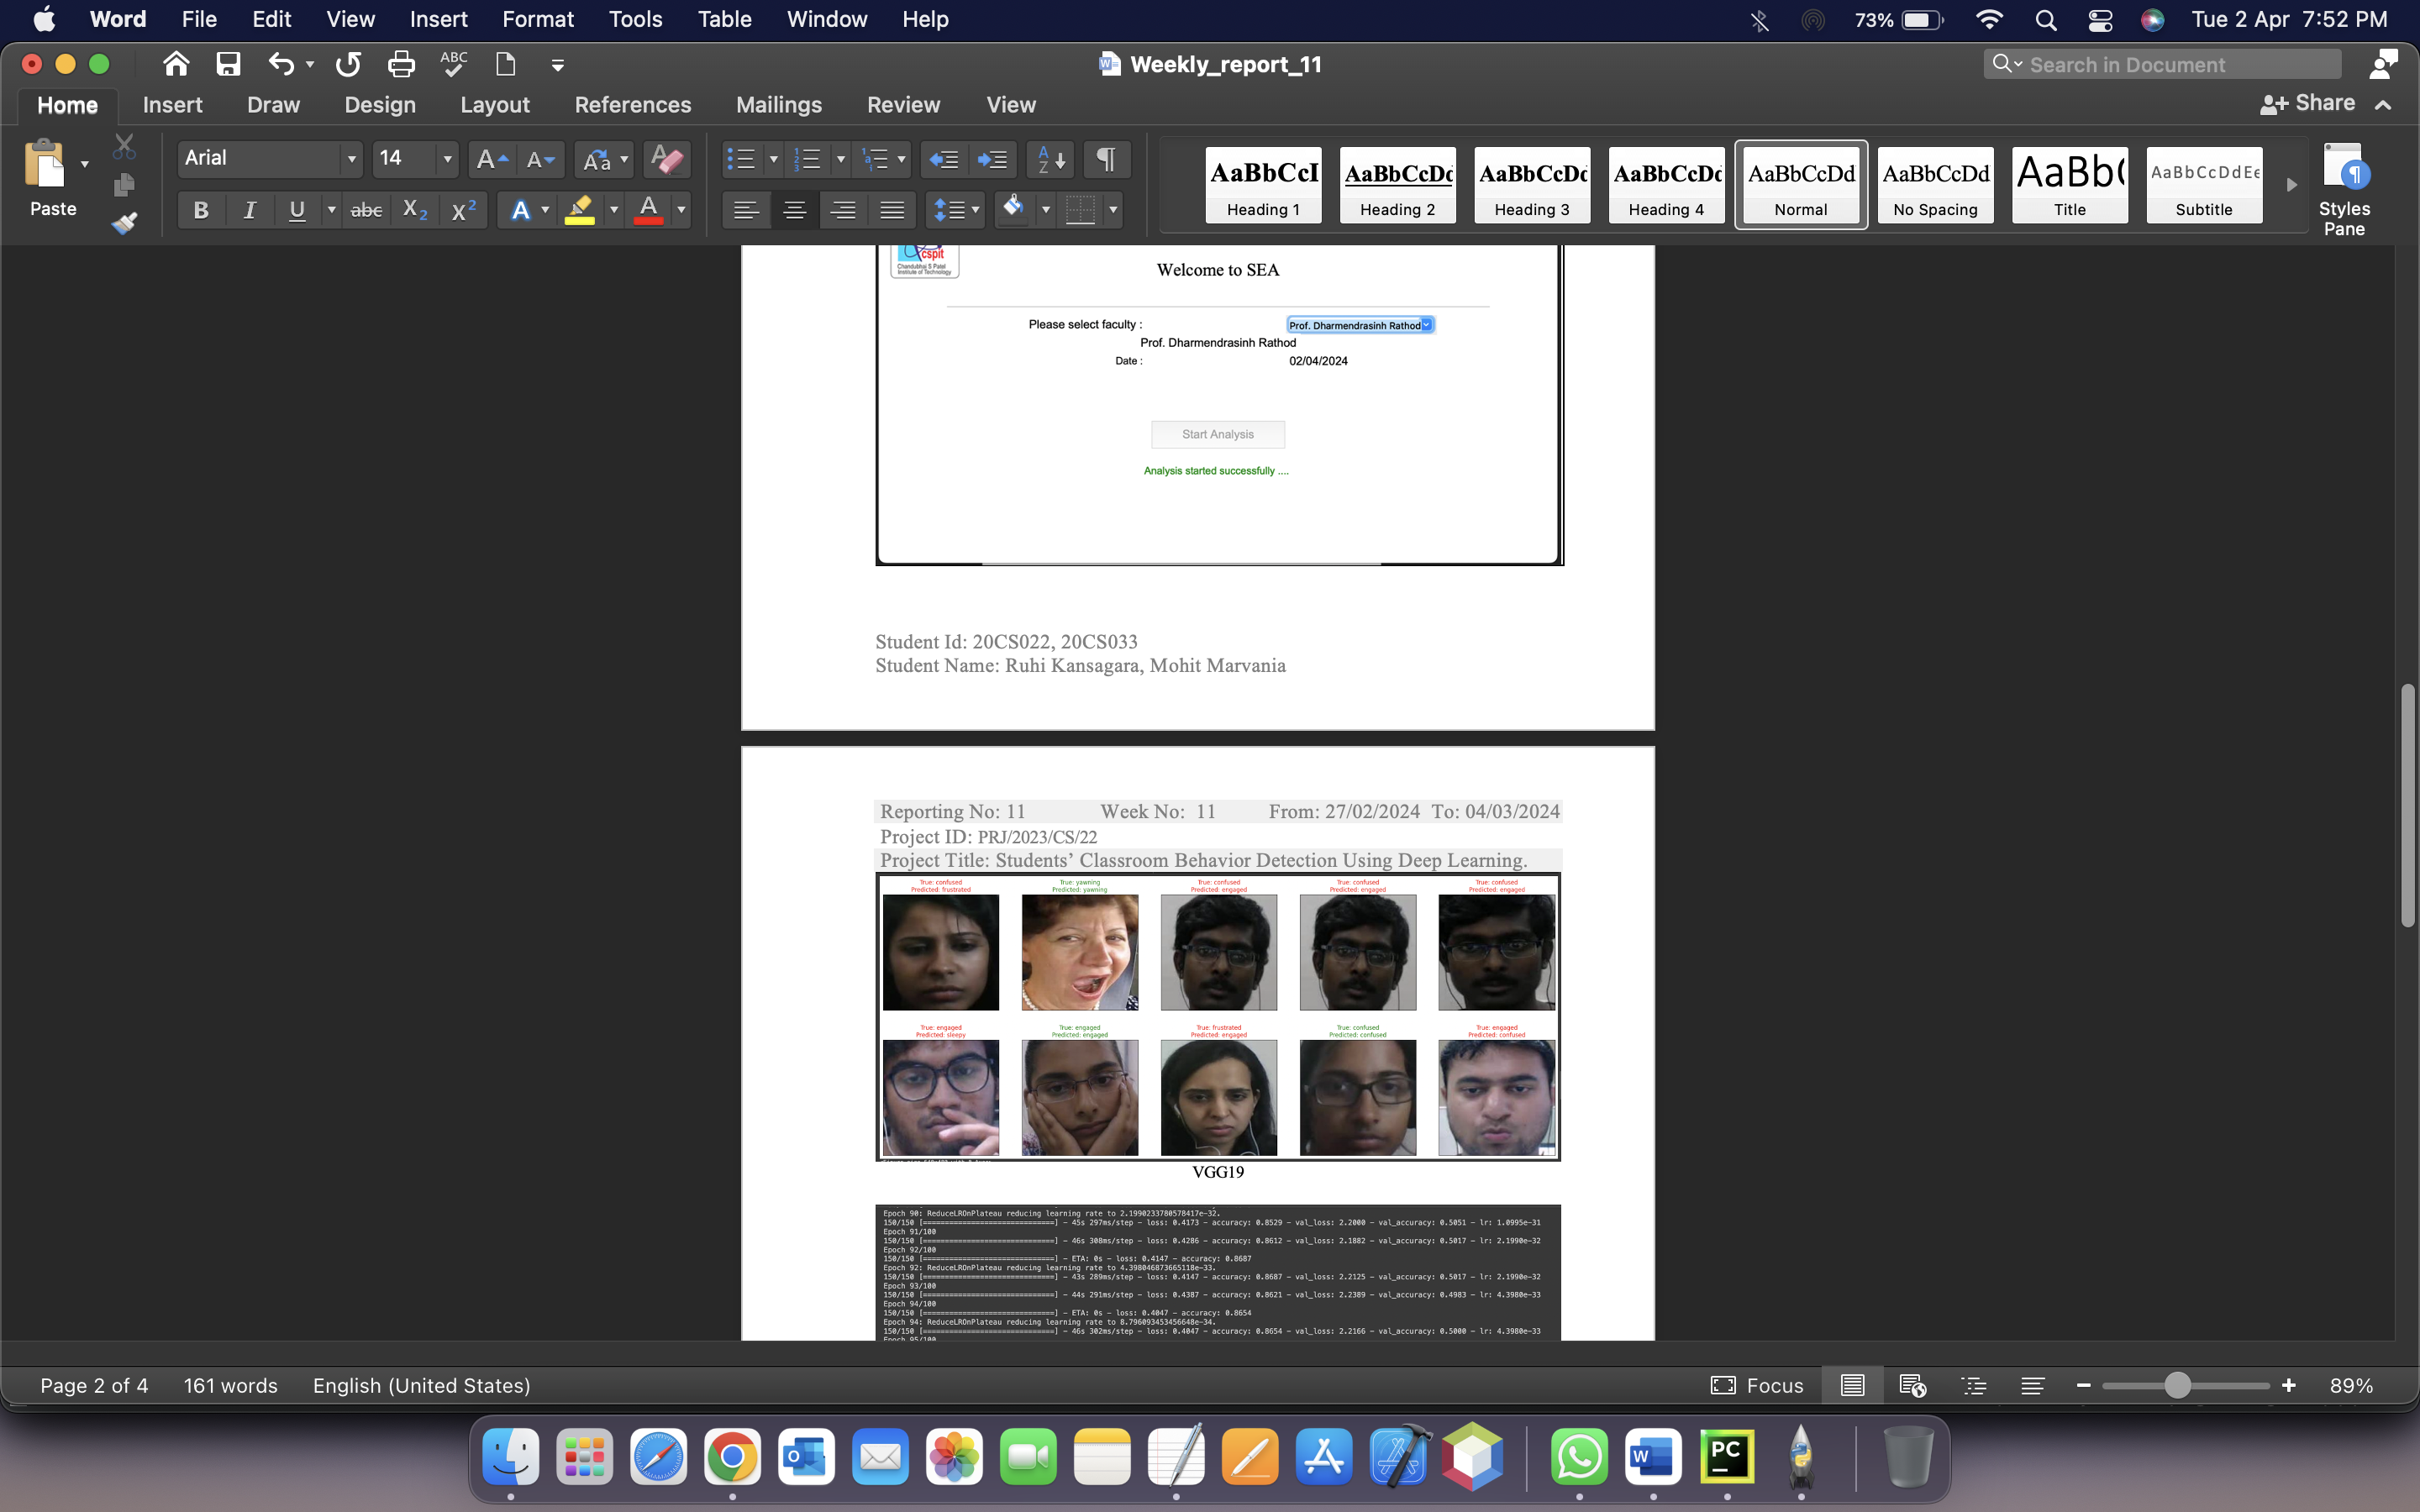 Word File Edit View Insert Format Tools Table Window Help 73% Tue 2 Apr 7:52 PM
ABC Weekly_report_11 Search in Document
Home Insert Draw Design Layout References Mailings Review View Share
Paste Arial 14
AaBbCcI AaBbCcDc AaBbCcDc AaBbCcDc AaBbCcDd AaBbCcDd AaBb( AaBbCcDdEe
Heading 1 Heading 2 Heading 3 Heading 4 Normal No Spacing Title Subtitle
Styles
Pane
cspit
Chandubhai S Patel
Institute of Technology
Welcome to SEA
Please select faculty : Prof. Dharmendrasinh Rathod
Prof. Dharmendrasinh Rathod
Date : 02/04/2024
Start Analysis
Analysis started successfully ....
Student Id: 20CS022, 20CS033
Student Name: Ruhi Kansagara, Mohit Marvania
Reporting No: 11 Week No: 11 From: 27/02/2024 To: 04/03/2024
Project ID: PRJ/2023/CS/22
Project Title: Students’ Classroom Behavior Detection Using Deep Learning.
True: confused True: yawning True: confused True: confused True: confused
Predicted: frustrated Predicted: yawning Predicted: engaged Predicted: engaged Predicted: engaged
True: engaged True: engaged True: frustrated True: confused True: engaged
Predicted: sleepy Predicted: engaged Predicted: engaged Predicted: confused Predicted: confused
VGG19
Epoch 90: ReduceLROnPlateau reducing learning rate to 2.1990233780578417e-32.
150/150 [==============================] - 45s 297ms/step - loss: 0.4173 - accuracy: 0.8529 - val_loss: 2.2000 - val_accuracy: 0.5051 - lr: 1.0995e-31
Epoch 91/100
150/150 [==============================] - 46s 308ms/step - loss: 0.4286 - accuracy: 0.8612 - val_loss: 2.1882 - val_accuracy: 0.5017 - lr: 2.1990e-32
Epoch 92/100
150/150 [==============================] - ETA: 0s - loss: 0.4147 - accuracy: 0.8687
Epoch 92: ReduceLROnPlateau reducing learning rate to 4.398046873665118e-33.
150/150 [==============================] - 43s 289ms/step - loss: 0.4147 - accuracy: 0.8687 - val_loss: 2.2125 - val_accuracy: 0.5017 - lr: 2.1990e-32
Epoch 93/100
150/150 [==============================] - 44s 291ms/step - loss: 0.4387 - accuracy: 0.8621 - val_loss: 2.2389 - val_accuracy: 0.4983 - lr: 4.3980e-33
Epoch 94/100
150/150 [==============================] - ETA: 0s - loss: 0.4047 - accuracy: 0.8654
Epoch 94: ReduceLROnPlateau reducing learning rate to 8.796093453456648e-34.
150/150 [==============================] - 46s 302ms/step - loss: 0.4047 - accuracy: 0.8654 - val_loss: 2.2166 - val_accuracy: 0.5000 - lr: 4.3980e-33
Epoch 95/100
Page 2 of 4 161 words English (United States) Focus 89%
PC